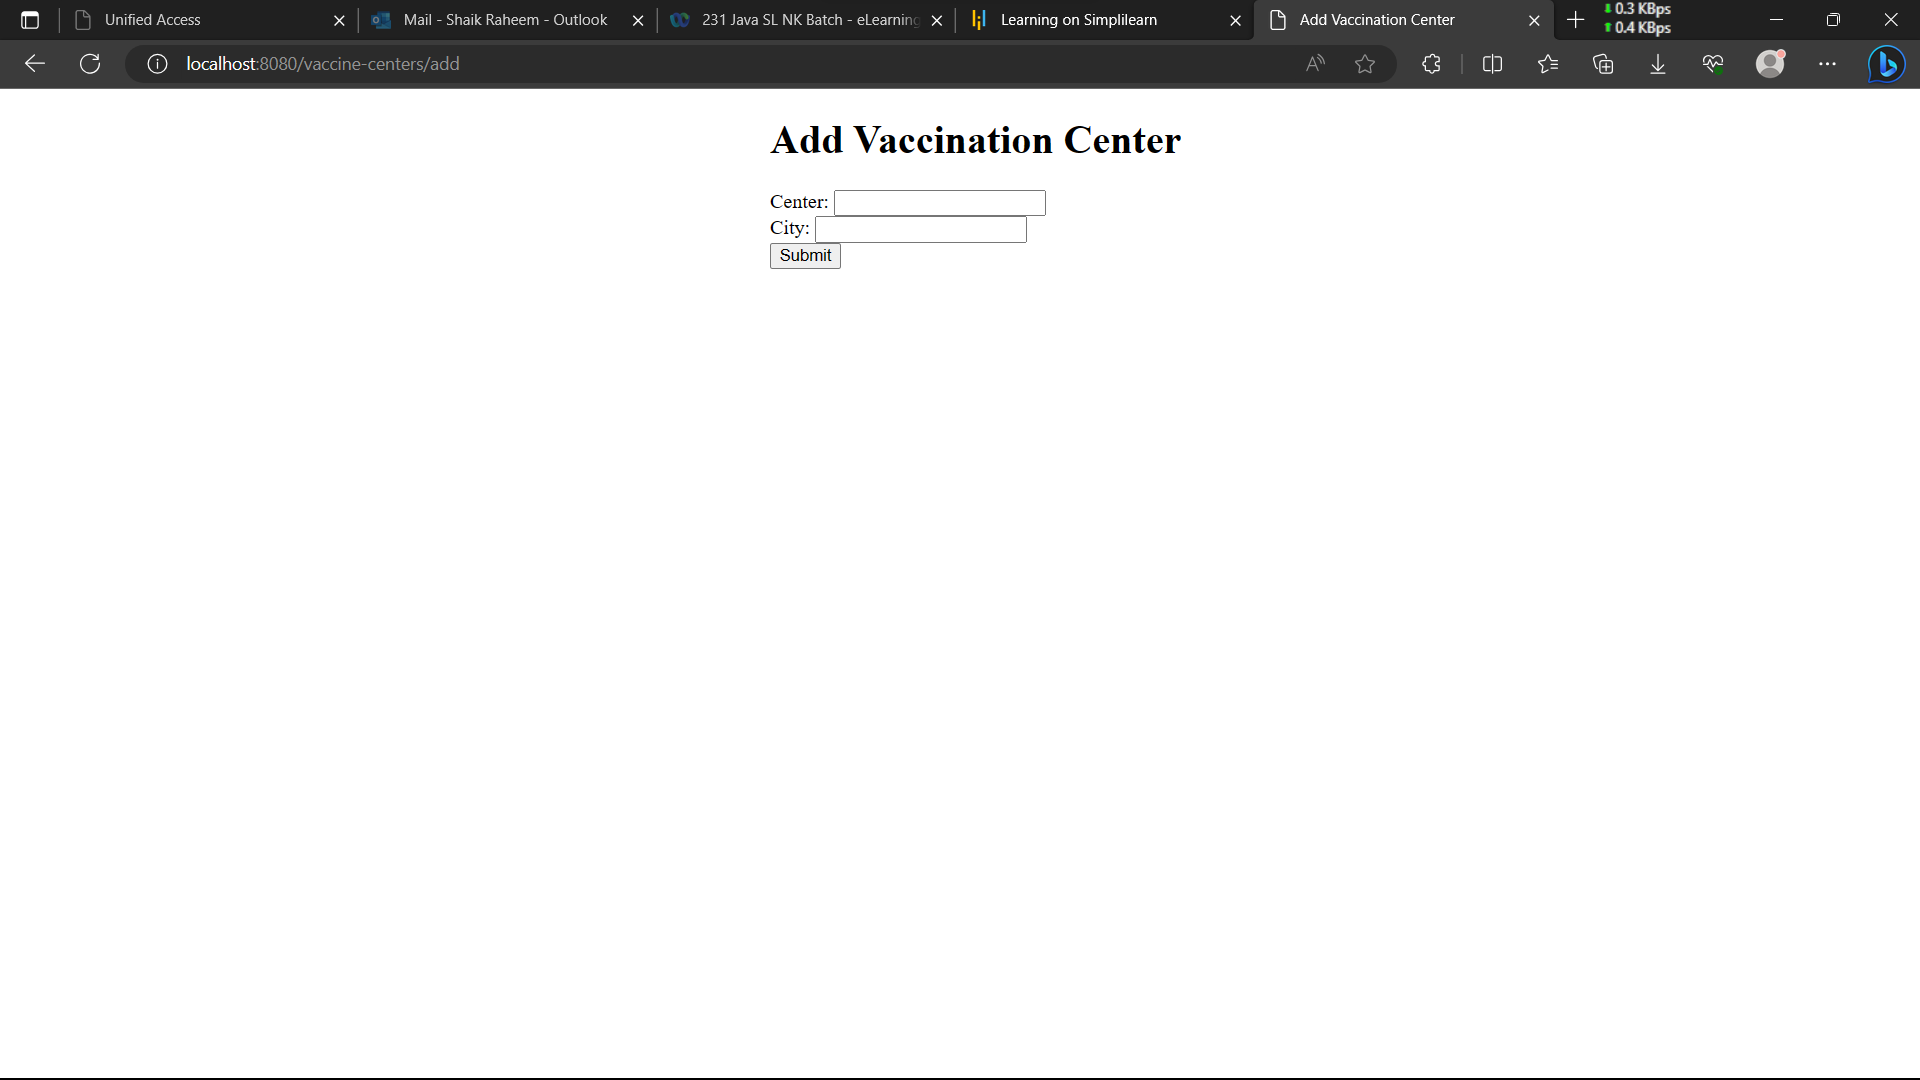 Unified Access
Mail - Shaik Raheem - Outlook
231 Java SL NK Batch - eLearning
Learning on Simplilearn
Add Vaccination Center
0.3 KBps
0.4 KBps
localhost:8080/vaccine-centers/add
Add Vaccination Center
Center:
City:
Submit